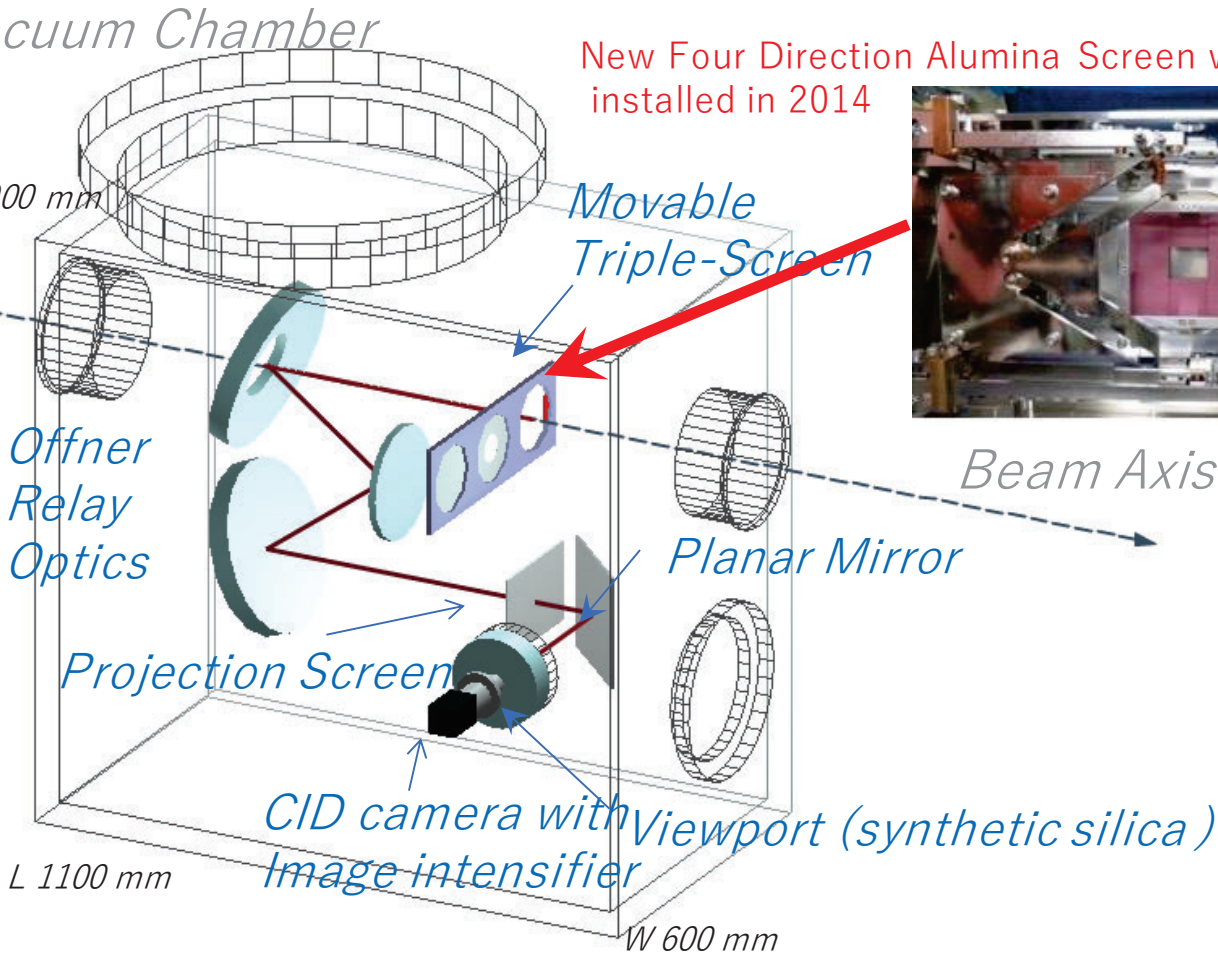 cuum Chamber
New Four Direction Alumina Screen
installed in 2014
00 mm
Movable
Triple-Screen
Offner
Relay
Optics
Beam Axis
Planar Mirror
Projection Screen
CID camera with
Image intensifier
Viewport (synthetic silica )
L 1100 mm
W 600 mm